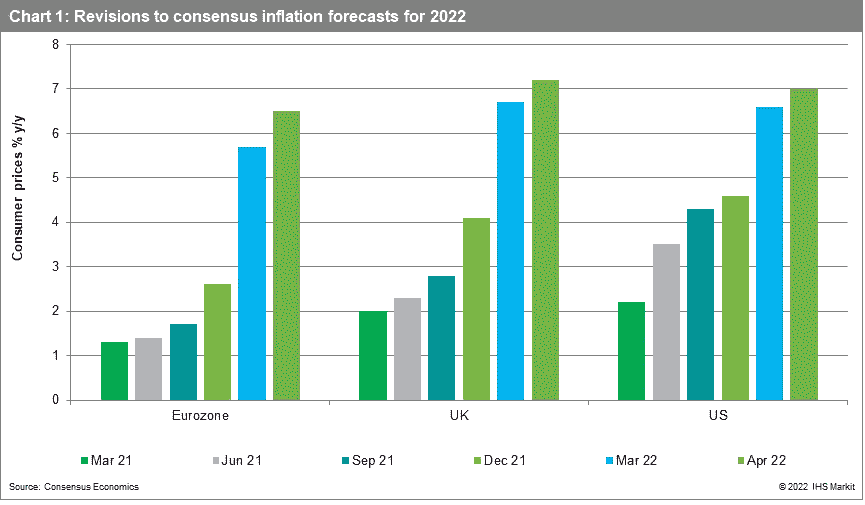 Chart 1: Revisions to consensus inflation forecasts for 2022
8
7
6
5
4
3
2
1
0
Consumer prices % y/y
Eurozone UK US
Mar 21 Jun 21 Sep 21 Dec 21 Mar 22 Apr 22
Source: Consensus Economics © 2022 IHS Markit